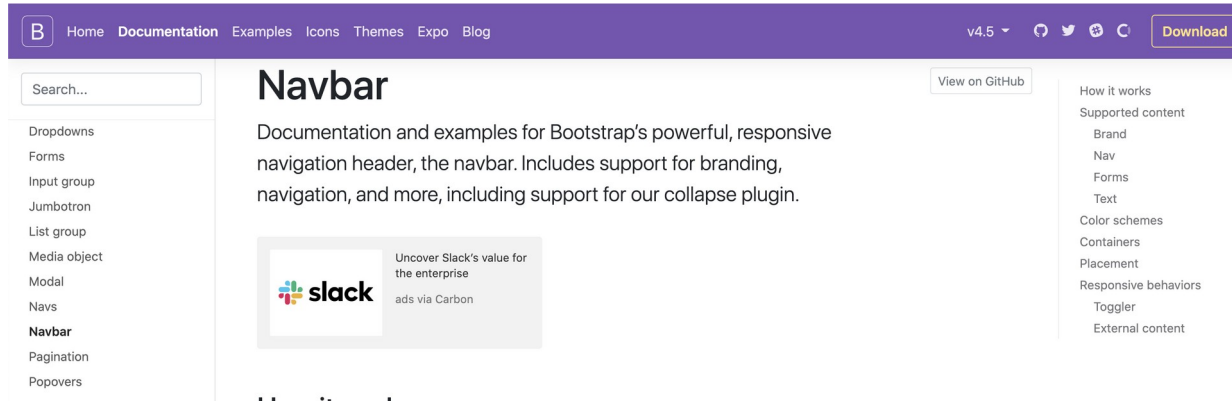 B Home Documentation Examples Icons Themes Expo Blog v4.5 Download
Search...
Dropdowns
Forms
Input group
Jumbotron
List group
Media object
Modal
Navs
Navbar
Pagination
Popovers
Navbar
View on GitHub
Documentation and examples for Bootstrap’s powerful, responsive
navigation header, the navbar. Includes support for branding,
navigation, and more, including support for our collapse plugin.
slack
Uncover Slack's value for
the enterprise
ads via Carbon
How it works
Supported content
Brand
Nav
Forms
Text
Color schemes
Containers
Placement
Responsive behaviors
Toggler
External content